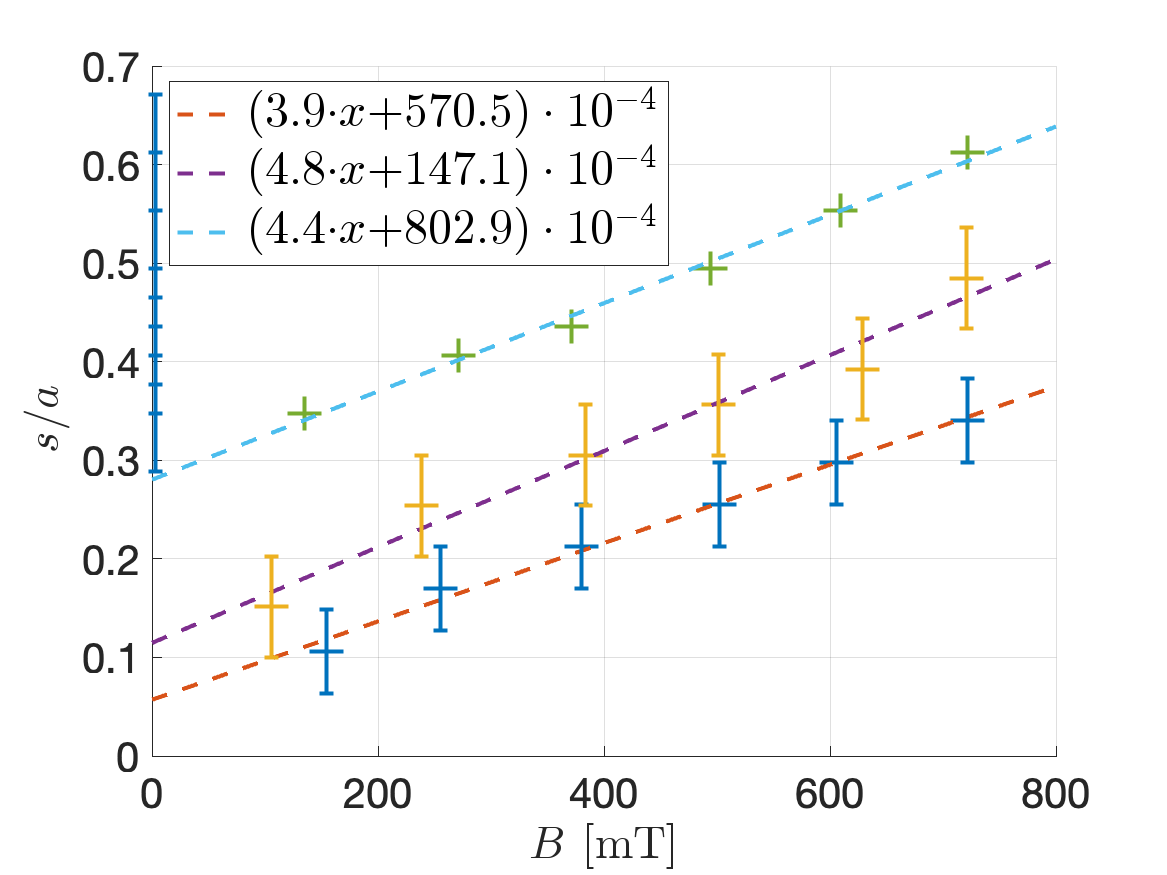 0.7
0.6
0.5
0.4
0.3
0.2
0.1
0
s/a
(3.9·x+570.5) · 10⁻⁴
(4.8·x+147.1) · 10⁻⁴
(4.4·x+802.9) · 10⁻⁴
0 200 400 600 800
B [mT]